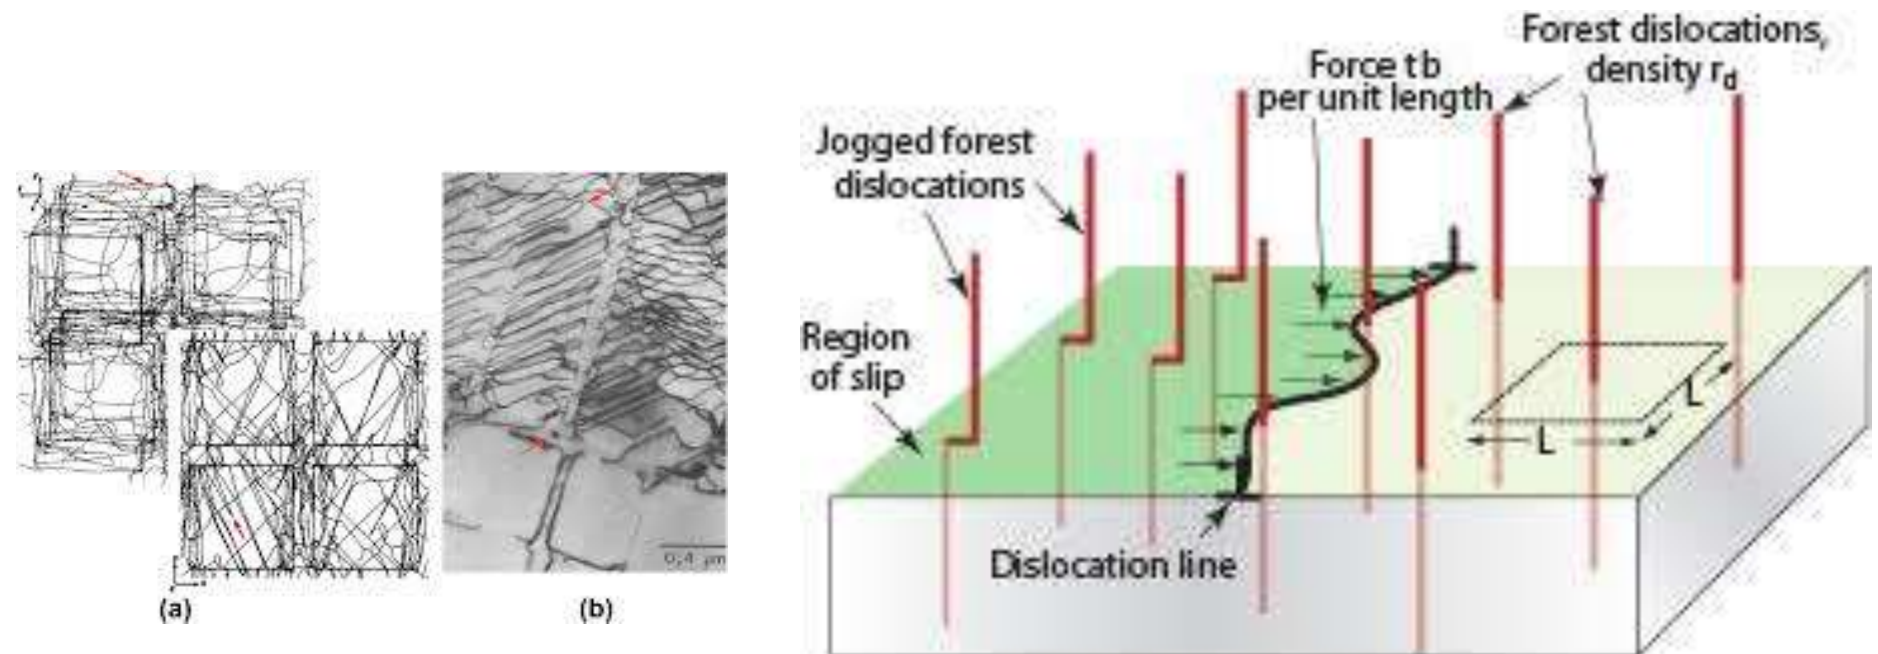 (a)
0,4 μm
(b)
Jogged forest
dislocations
Force tb
per unit length
Forest dislocations,
density rd
Region
of slip
L
L
Dislocation line